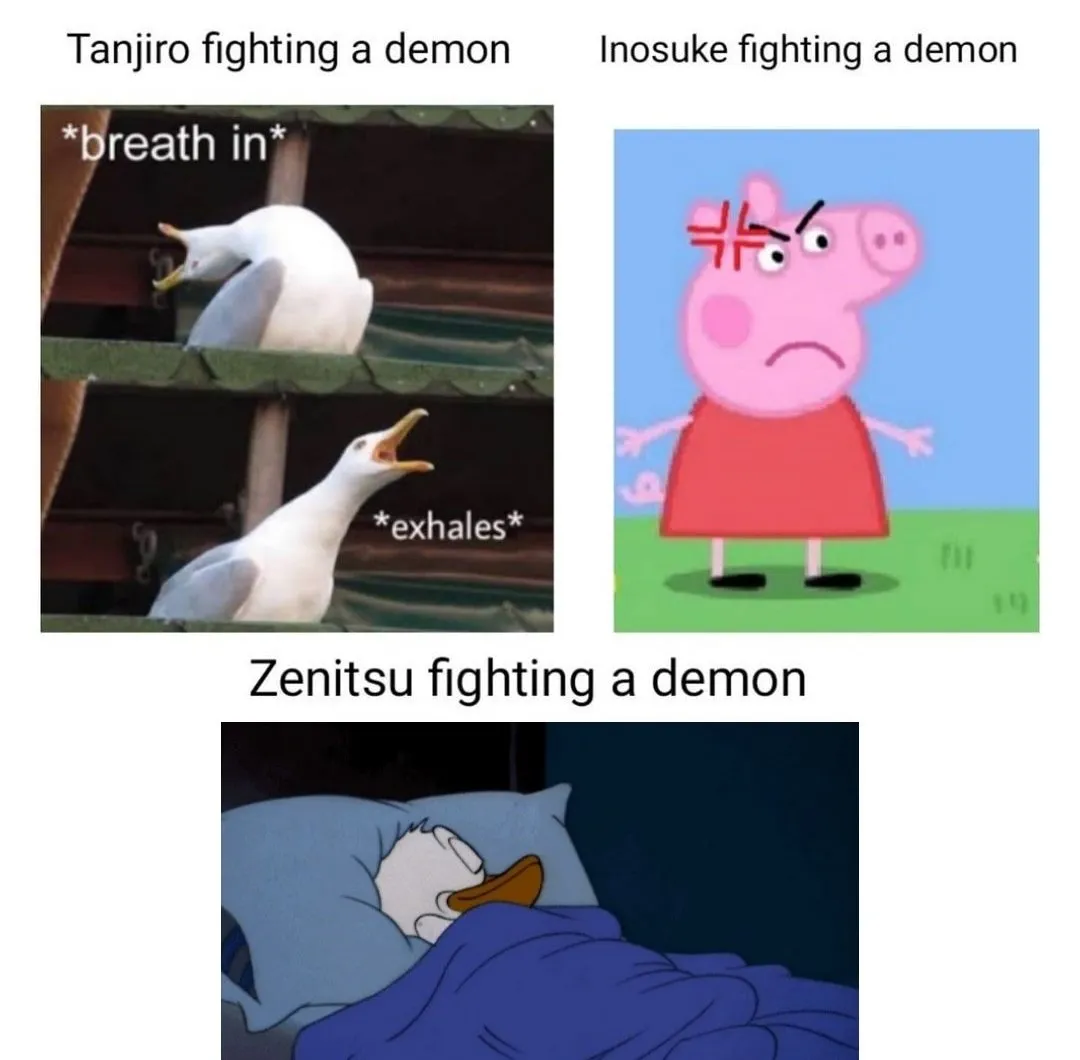 Tanjiro fighting a demon
Inosuke fighting a demon
*breath in*
*exhales*
Zenitsu fighting a demon